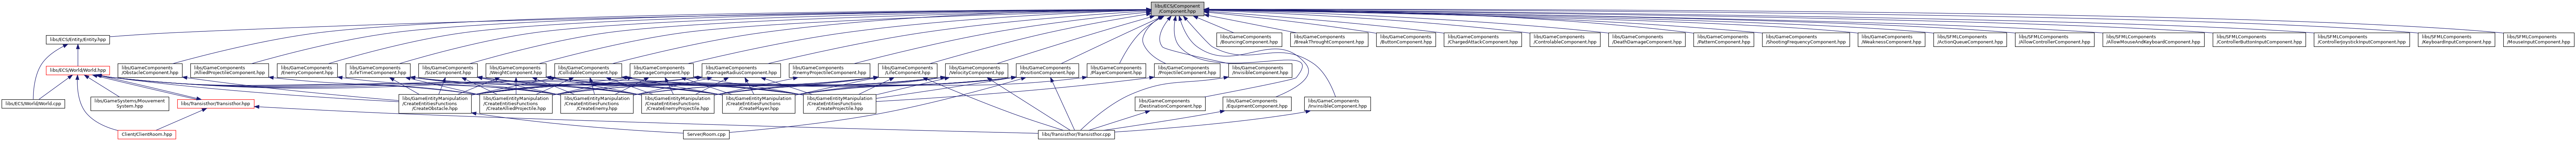 libs/ECS/Component
/Component.hpp
libs/ECS/Entity/Entity.hpp
libs/GameComponents
/BouncingComponent.hpp
libs/GameComponents
/BreakThroughtComponent.hpp
libs/GameComponents
/ButtonComponent.hpp
libs/GameComponents
/ChargedAttackComponent.hpp
libs/GameComponents
/ControlableComponent.hpp
libs/GameComponents
/DeathDamageComponent.hpp
libs/GameComponents
/PatternComponent.hpp
libs/GameComponents
/ShootingFrequencyComponent.hpp
libs/GameComponents
/WeaknessComponent.hpp
libs/SFMLComponents
/ActionQueueComponent.hpp
libs/SFMLComponents
/AllowControllerComponent.hpp
libs/SFMLComponents
/AllowMouseAndKeyboardComponent.hpp
libs/SFMLComponents
/ControllerButtonInputComponent.hpp
libs/SFMLComponents
/ControllerJoystickInputComponent.hpp
libs/SFMLComponents
/KeyboardInputComponent.hpp
libs/SFMLComponents
/MouseInputComponent.hpp
libs/ECS/World/World.hpp
libs/GameComponents
/ObstacleComponent.hpp
libs/GameComponents
/AlliedProjectileComponent.hpp
libs/GameComponents
/EnemyComponent.hpp
libs/GameComponents
/LifeTimeComponent.hpp
libs/GameComponents
/SizeComponent.hpp
libs/GameComponents
/WeightComponent.hpp
libs/GameComponents
/CollidableComponent.hpp
libs/GameComponents
/DamageComponent.hpp
libs/GameComponents
/DamageRadiusComponent.hpp
libs/GameComponents
/EnemyProjectileComponent.hpp
libs/GameComponents
/LifeComponent.hpp
libs/GameComponents
/VelocityComponent.hpp
libs/GameComponents
/PositionComponent.hpp
libs/GameComponents
/PlayerComponent.hpp
libs/GameComponents
/ProjectileComponent.hpp
libs/GameComponents
/InvisibleComponent.hpp
libs/ECS/World/World.cpp
libs/GameSystems/Mouvement
System.hpp
libs/Transisthor/Transisthor.hpp
libs/GameEntityManipulation
/CreateEntitiesFunctions
/CreateObstacle.hpp
libs/GameEntityManipulation
/CreateEntitiesFunctions
/CreateAlliedProjectile.hpp
libs/GameEntityManipulation
/CreateEntitiesFunctions
/CreateEnemy.hpp
libs/GameEntityManipulation
/CreateEntitiesFunctions
/CreateEnemyProjectile.hpp
libs/GameEntityManipulation
/CreateEntitiesFunctions
/CreatePlayer.hpp
libs/GameEntityManipulation
/CreateEntitiesFunctions
/CreateProjectile.hpp
libs/GameComponents
/DestinationComponent.hpp
libs/GameComponents
/EquipmentComponent.hpp
libs/GameComponents
/InvinsibleComponent.hpp
Client/ClientRoom.hpp
Server/Room.cpp
libs/Transisthor/Transisthor.cpp